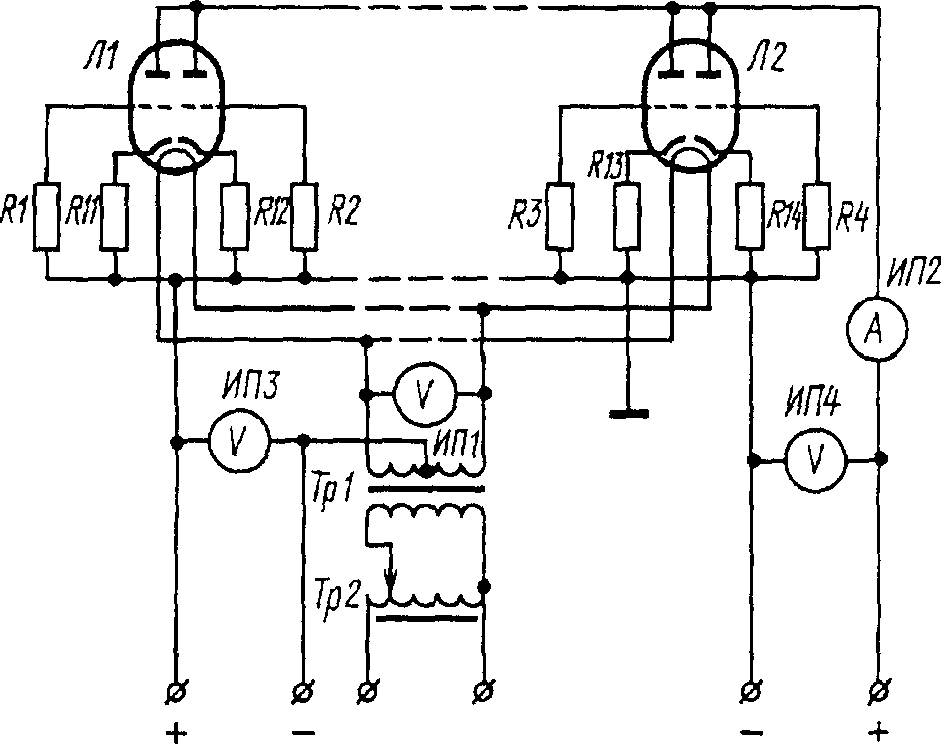 Л1
Л2
R1
R11
R12
R2
R3
R13
R14
R4
ИП2
A
ИП3
V
V
ИП1
ИП4
V
Тр1
Тр2
+
−
−
+